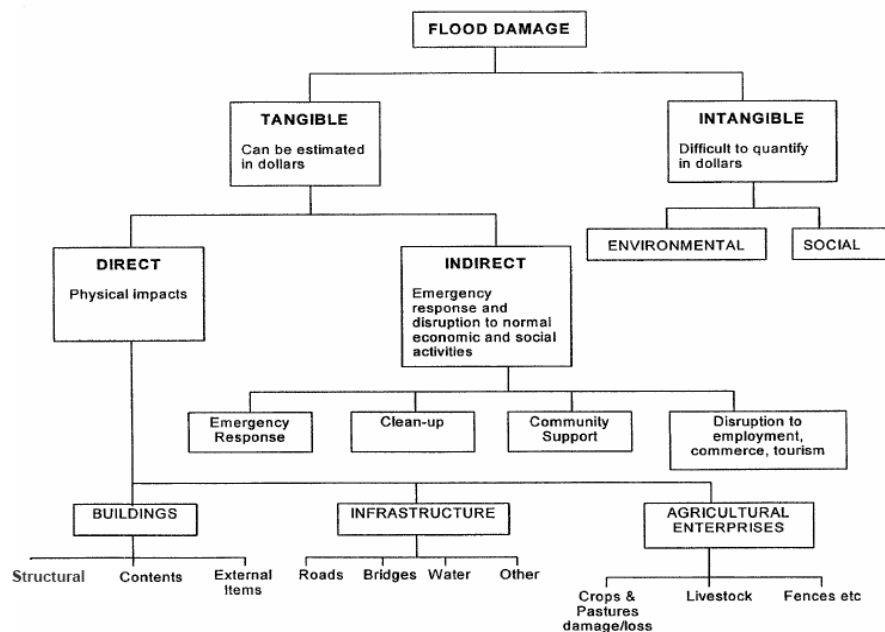 FLOOD DAMAGE
TANGIBLE
Can be estimated
in dollars
INTANGIBLE
Difficult to quantify
in dollars
ENVIRONMENTAL
SOCIAL
DIRECT
Physical impacts
INDIRECT
Emergency
response and
disruption to normal
economic and social
activities
Emergency
Response
Clean-up
Community
Support
Disruption to
employment,
commerce, tourism
BUILDINGS
INFRASTRUCTURE
AGRICULTURAL
ENTERPRISES
Structural
Contents
External
Items
Roads
Bridges
Water
Other
Crops &
Pastures
damage/loss
Livestock
Fences etc